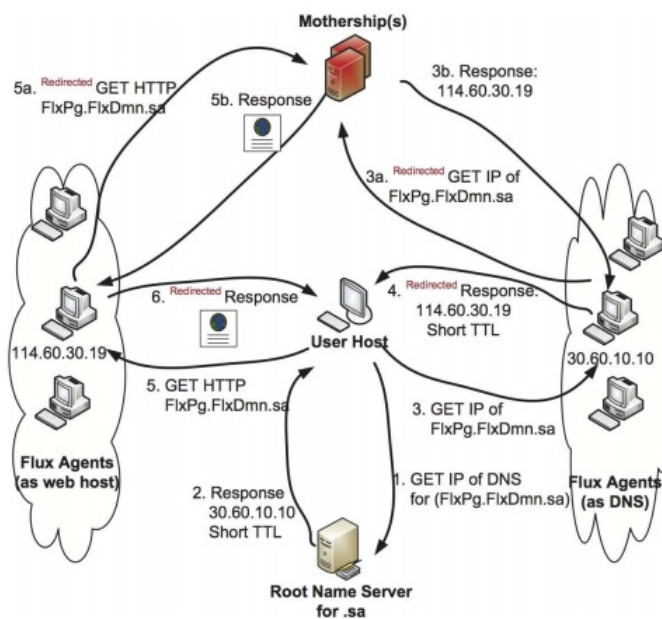 Mothership(s)
5a. Redirected GET HTTP
FlxPg.FlxDmn.sa
5b. Response
3b. Response:
114.60.30.19
3a. Redirected GET IP of
FlxPg.FlxDmn.sa
6. Redirected Response
4. Redirected Response:
114.60.30.19
Short TTL
User Host
114.60.30.19
30.60.10.10
5. GET HTTP
FlxPg.FlxDmn.sa
3. GET IP of
FlxPg.FlxDmn.sa
Flux Agents
(as web host)
2. Response
30.60.10.10
Short TTL
1. GET IP of DNS
for (FlxPg.FlxDmn.sa)
Flux Agents
(as DNS)
Root Name Server
for .sa